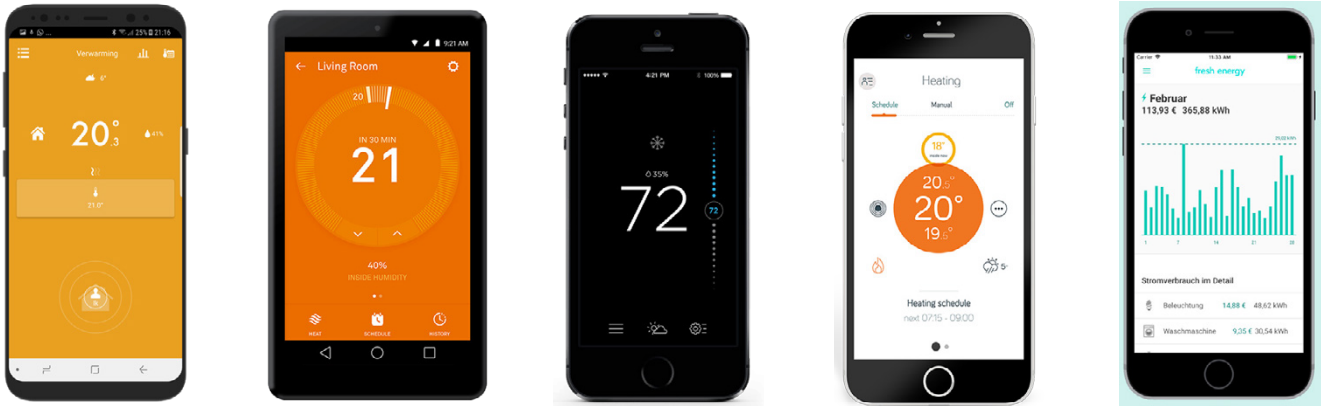 25% 21:16
Verwarming
6°
20.3°
41%
21.0°
9:21 AM
Living Room
20
IN 30 MIN
21
40%
INSIDE HUMIDITY
HEAT
SCHEDULE
HISTORY
4:21 PM
100%
35%
72
72
Heating
Schedule Manual Off
18°
20.5°
20°
19.5°
5°
Heating schedule
next 07:15 - 09:00
Carrier 11:33 AM
fresh energy
Februar
113,93 € 365,88 kWh
1 7 14 21 28
Stromverbrauch im Detail
Beleuchtung 14,88 € 48,62 kWh
Waschmaschine 9,35 € 30,54 kWh